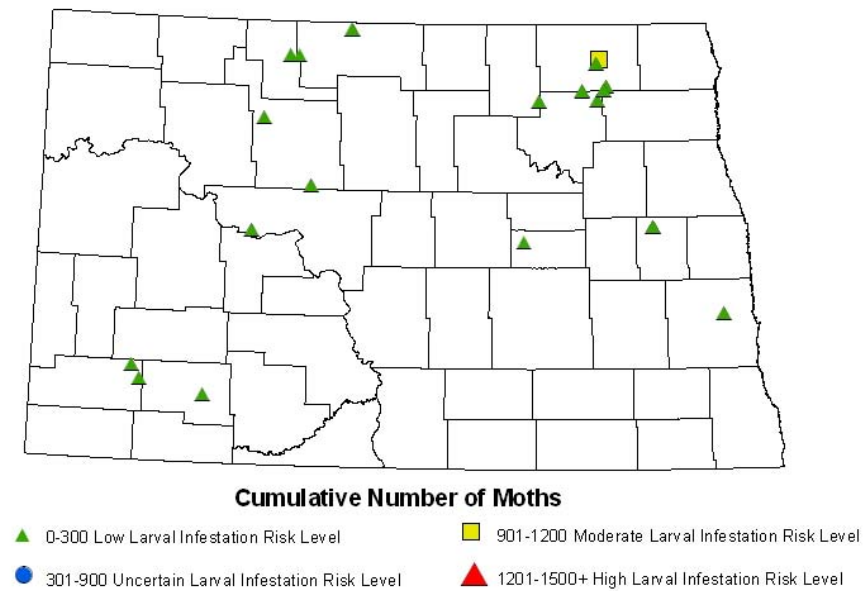 Cumulative Number of Moths
0-300 Low Larval Infestation Risk Level
901-1200 Moderate Larval Infestation Risk Level
301-900 Uncertain Larval Infestation Risk Level
1201-1500+ High Larval Infestation Risk Level